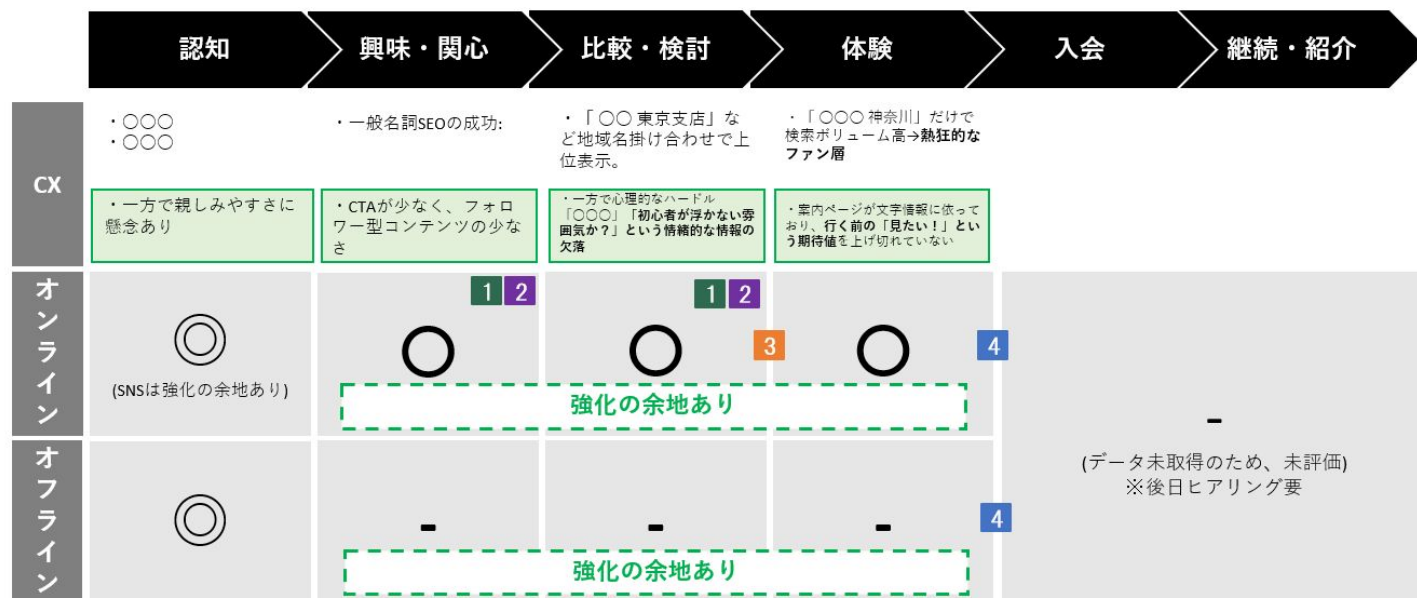 認知
興味・関心
比較・検討
体験
入会
継続・紹介
CX
・○○○
・○○○
・一般名詞SEOの成功:
・「 ○○ 東京支店」な
ど地域名掛け合わせで上
位表示。
・「 ○○○ 神奈川」だけで
検索ボリューム高→熱狂的な
ファン層
・一方で親しみやすさに
懸念あり
・CTAが少なく、フォロ
ワー型コンテンツの少な
さ
・一方で心理的なハードル
「○○○」「初心者が浮かない雰
囲気か？」という情緒的な情報の
欠落
・案内ページが文字情報に依って
おり、行く前の「見たい！」とい
う期待値を上げ切れていない
オンライン
◎
(SNSは強化の余地あり)
1 2
○
1 2
○
3
○
4
強化の余地あり
-
(データ未取得のため、未評価)
※後日ヒアリング要
オフライン
◎
-
-
-
4
強化の余地あり